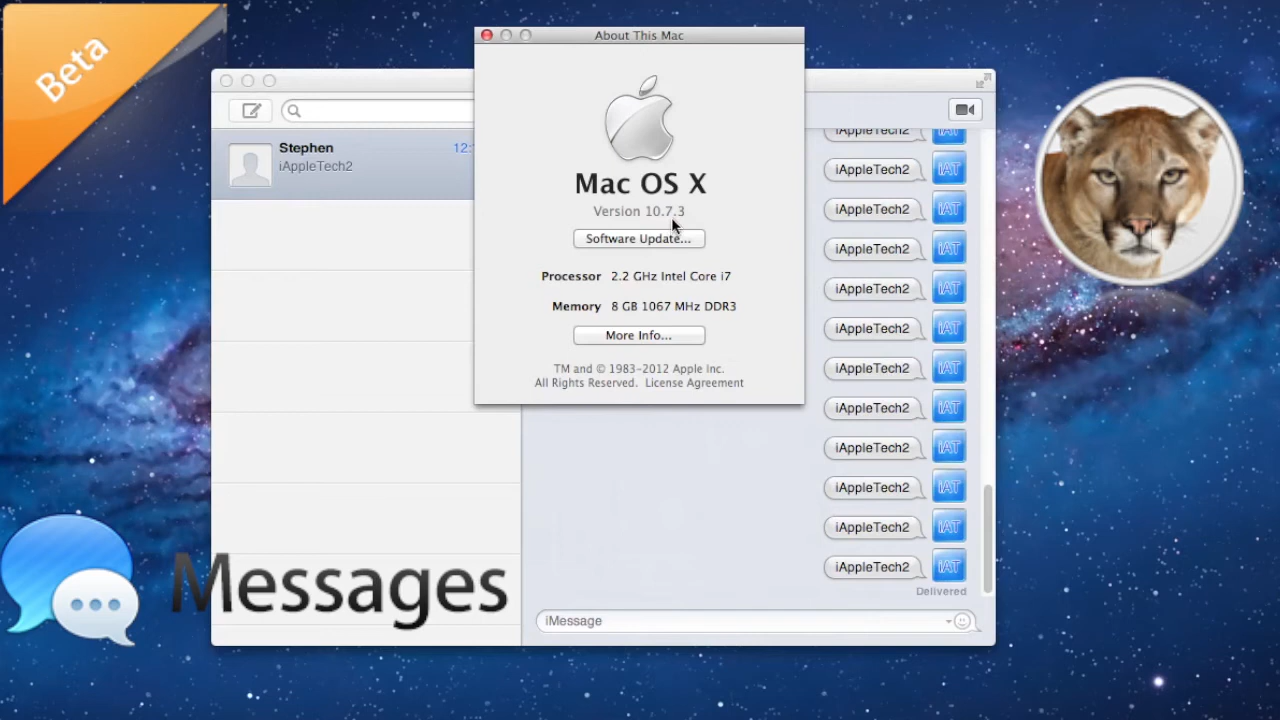 Beta
About This Mac
Stephen
12:
iAppleTech2
Mac OS X
Version 10.7.3
Software Update...
Processor 2.2 GHz Intel Core i7
Memory 8 GB 1067 MHz DDR3
More Info...
TM and © 1983-2012 Apple Inc.
All Rights Reserved. License Agreement
iAppleTech2 iAT
iAppleTech2 iAT
iAppleTech2 iAT
iAppleTech2 iAT
iAppleTech2 iAT
iAppleTech2 iAT
iAppleTech2 iAT
iAppleTech2 iAT
iAppleTech2 iAT
iAppleTech2 iAT
iAppleTech2 iAT
iAppleTech2 iAT
Delivered
iMessage
Messages